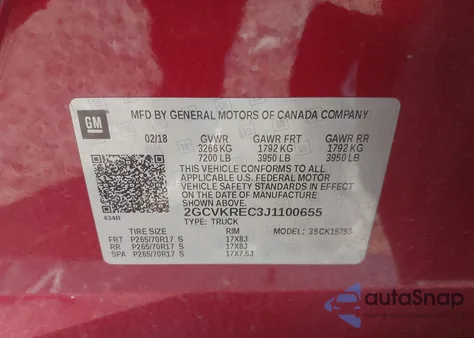 GM
MFD BY GENERAL MOTORS OF CANADA COMPANY
02/18 GVWR GAWR FRT GAWR RR
3266 KG 1792 KG 1792 KG
7200 LB 3950 LB 3950 LB
THIS VEHICLE CONFORMS TO ALL APPLICABLE
U.S. FEDERAL MOTOR
VEHICLE SAFETY STANDARDS IN EFFECT
ON THE DATE OF MANUFACTURE
SHOWN ABOVE.
2GCVKREC3J1100655
434B TYPE: TRUCK MODEL: 35CK15753
TIRE SIZE RIM
FRT P265/70R17 S 17X8J
RR P265/70R17 S 17X8J
SPA P265/70R17 S 17X7.5J
autoSnap